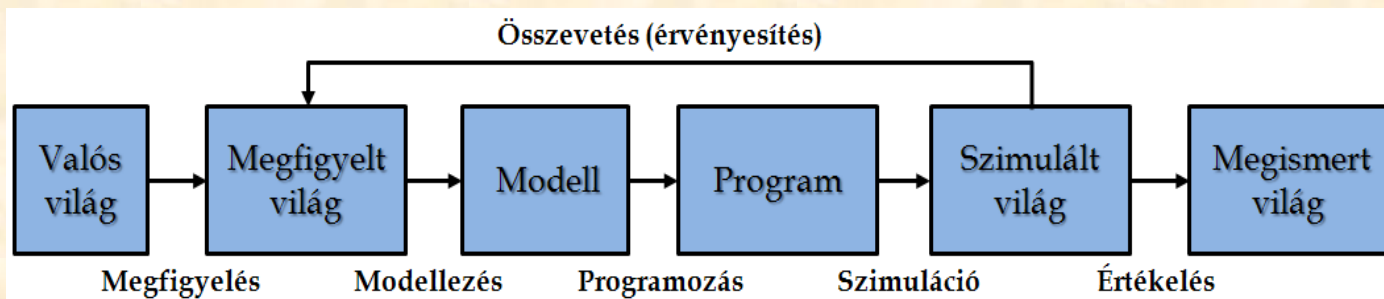 Összevetés (érvényesítés)
Valós
világ
Megfigyelt
világ
Modell
Program
Szimulált
világ
Megismert
világ
Megfigyelés
Modellezés
Programozás
Szimuláció
Értékelés